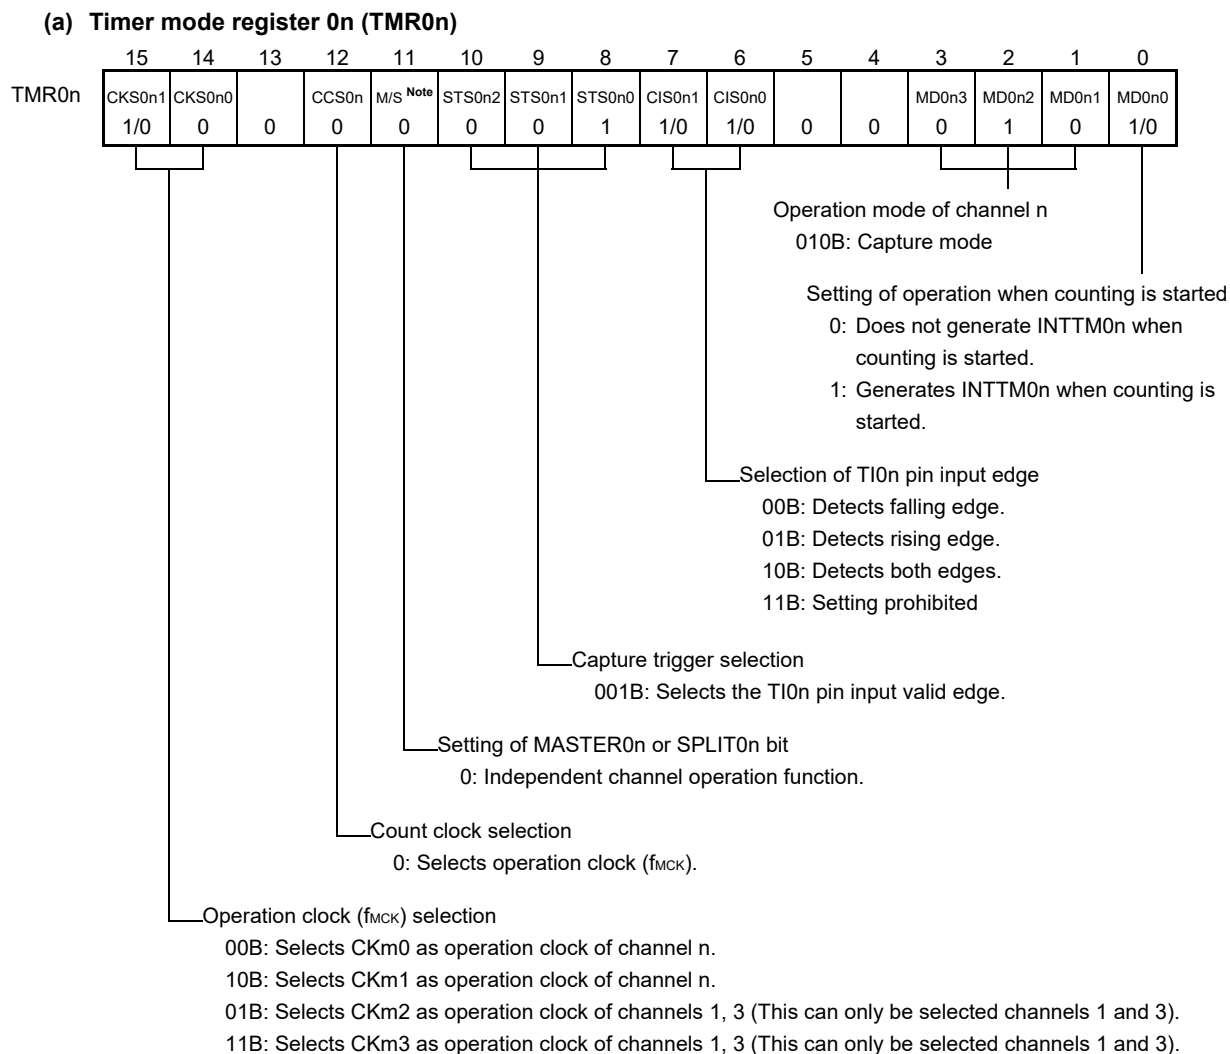 (a) Timer mode register 0n (TMR0n)
15 14 13 12 11 10 9 8 7 6 5 4 3 2 1 0
TMR0n
CKS0n1 CKS0n0 CCS0n M/S Note STS0n2 STS0n1 STS0n0 CIS0n1 CIS0n0 MD0n3 MD0n2 MD0n1 MD0n0
1/0 0 0 0 0 0 0 1 1/0 1/0 0 0 0 1 0 1/0
Operation mode of channel n
010B: Capture mode
Setting of operation when counting is started
0: Does not generate INTTM0n when
counting is started.
1: Generates INTTM0n when counting is
started.
Selection of TI0n pin input edge
00B: Detects falling edge.
01B: Detects rising edge.
10B: Detects both edges.
11B: Setting prohibited
Capture trigger selection
001B: Selects the TI0n pin input valid edge.
Setting of MASTER0n or SPLIT0n bit
0: Independent channel operation function.
Count clock selection
0: Selects operation clock (fMCK).
Operation clock (fMCK) selection
00B: Selects CKm0 as operation clock of channel n.
10B: Selects CKm1 as operation clock of channel n.
01B: Selects CKm2 as operation clock of channels 1, 3 (This can only be selected channels 1 and 3).
11B: Selects CKm3 as operation clock of channels 1, 3 (This can only be selected channels 1 and 3).